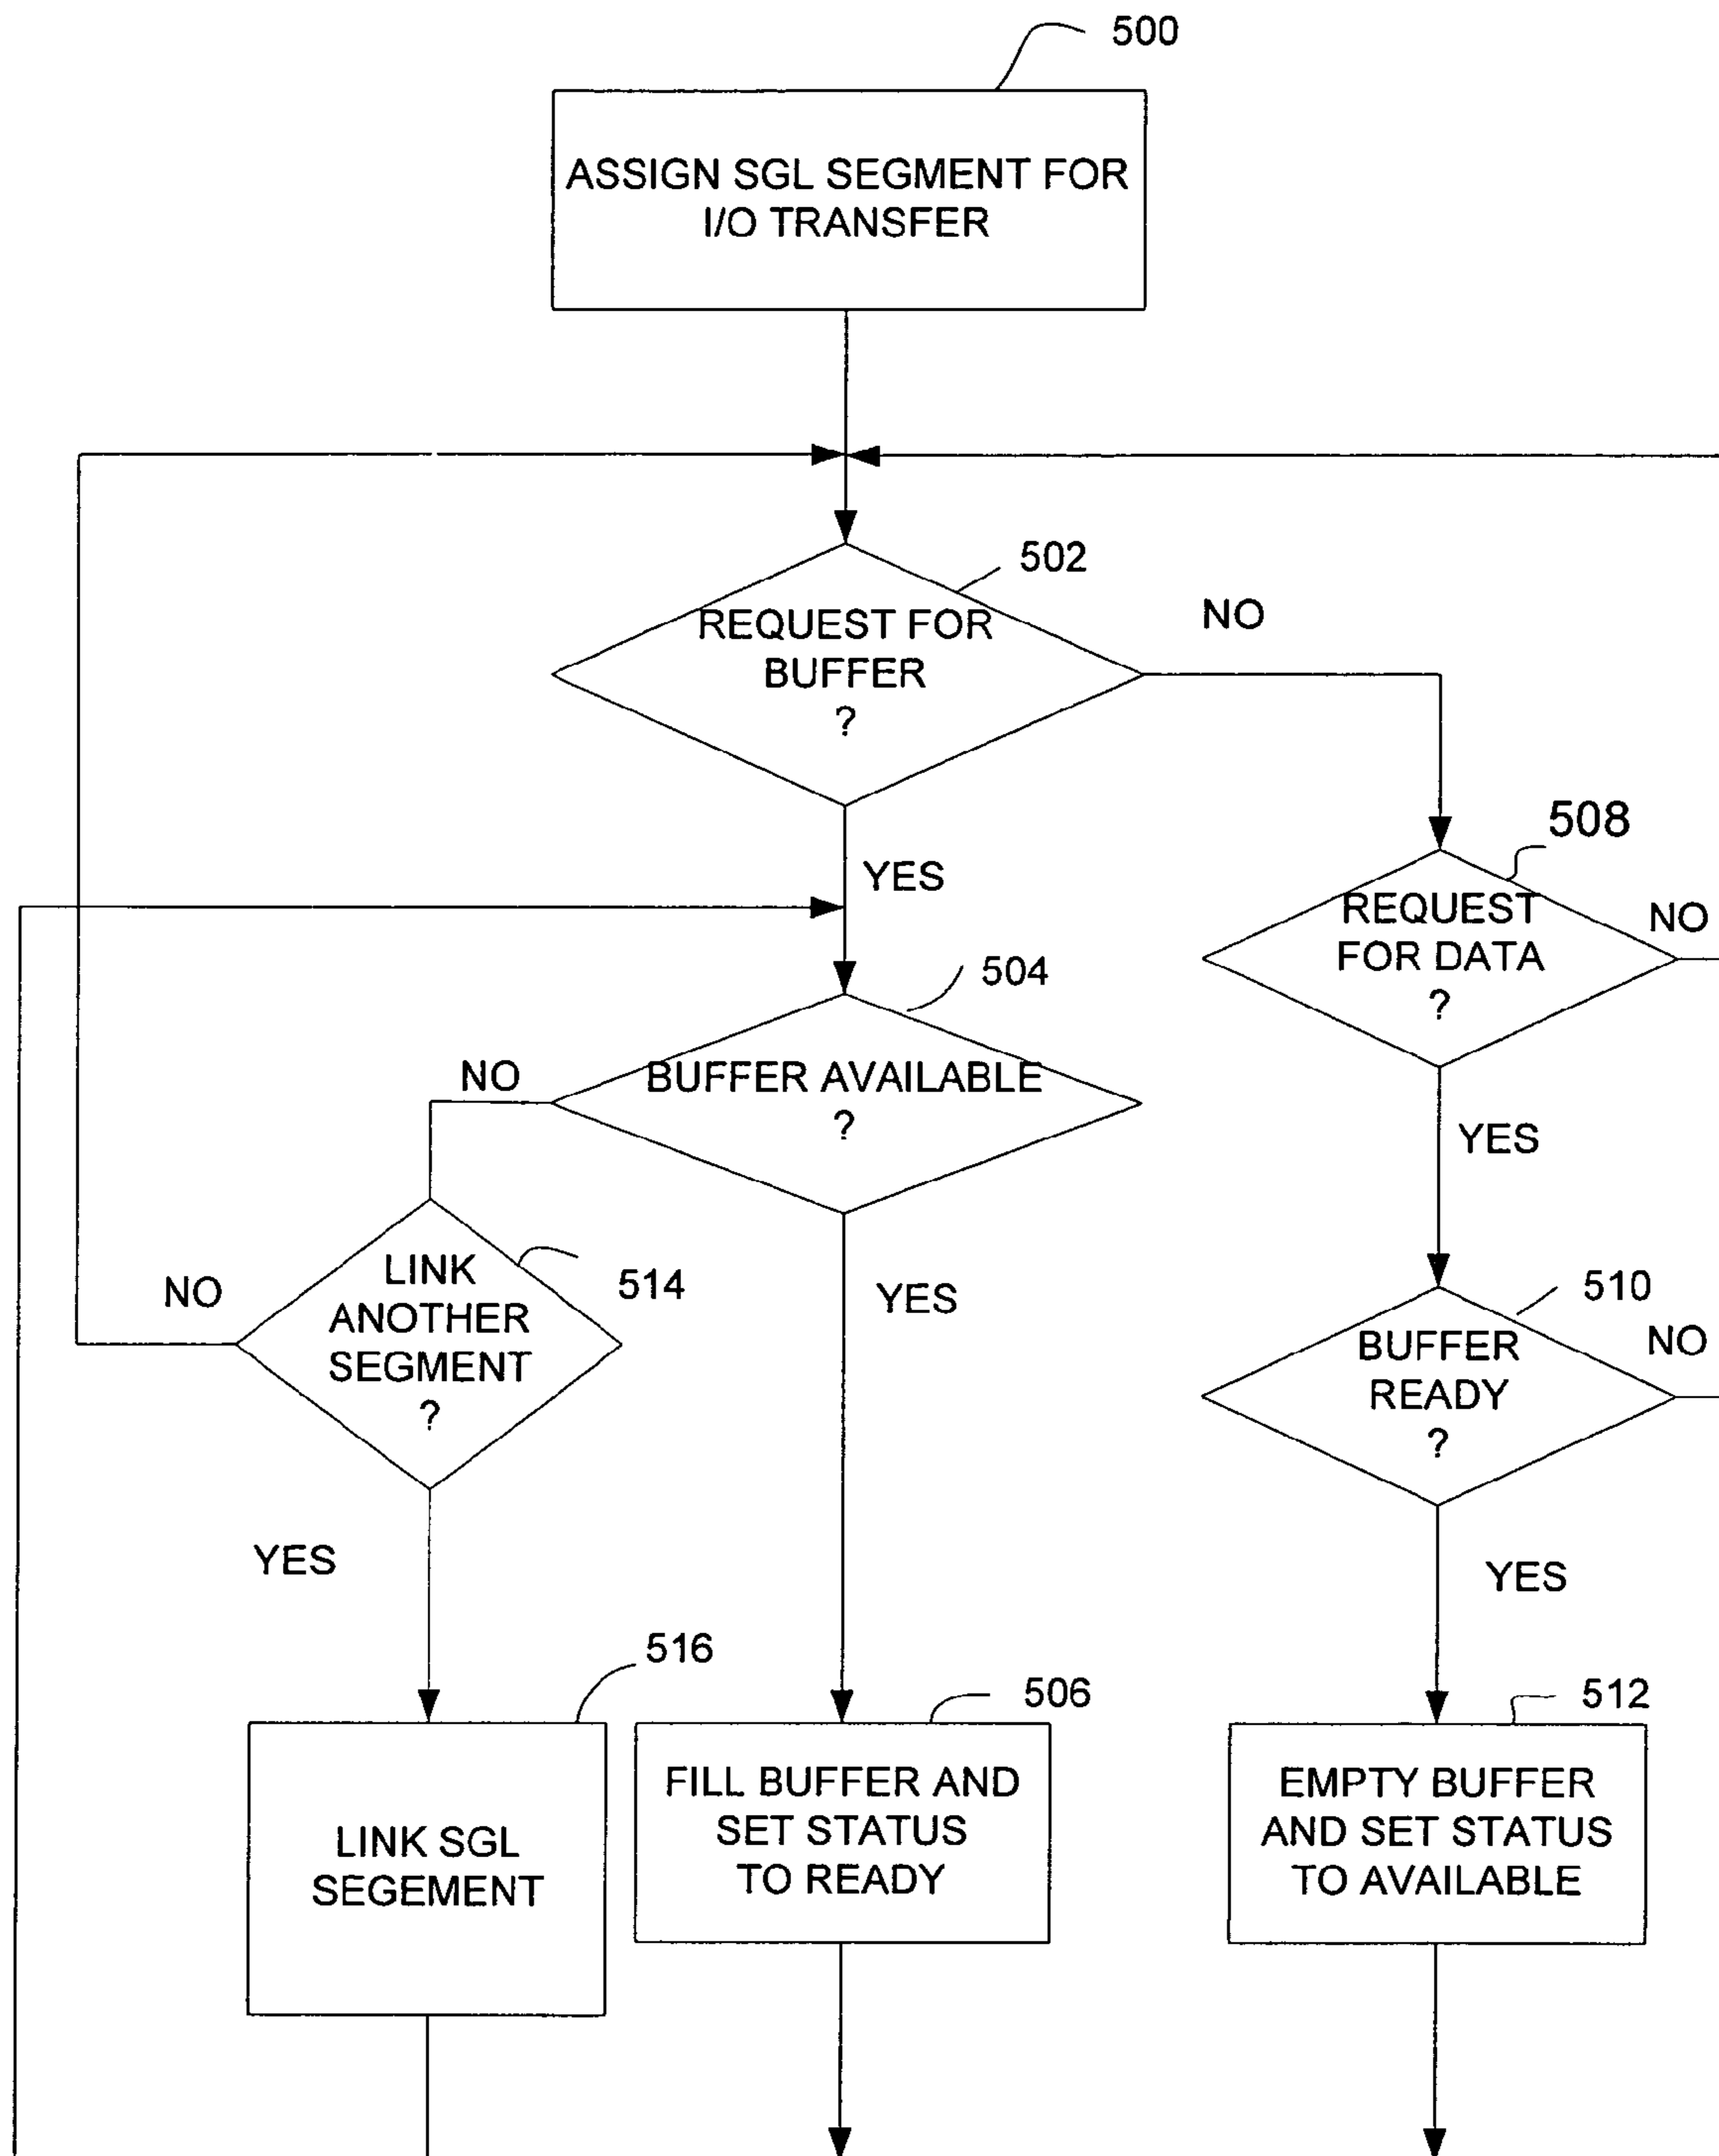 500
ASSIGN SGL SEGMENT FOR
I/O TRANSFER
502
REQUEST FOR
BUFFER
?
NO
YES
508
REQUEST
FOR DATA
?
NO
YES
504
BUFFER AVAILABLE
?
NO
YES
514
LINK
ANOTHER
SEGMENT
?
NO
YES
510
BUFFER
READY
?
NO
YES
516
LINK SGL
SEGEMENT
506
FILL BUFFER AND
SET STATUS
TO READY
512
EMPTY BUFFER
AND SET STATUS
TO AVAILABLE